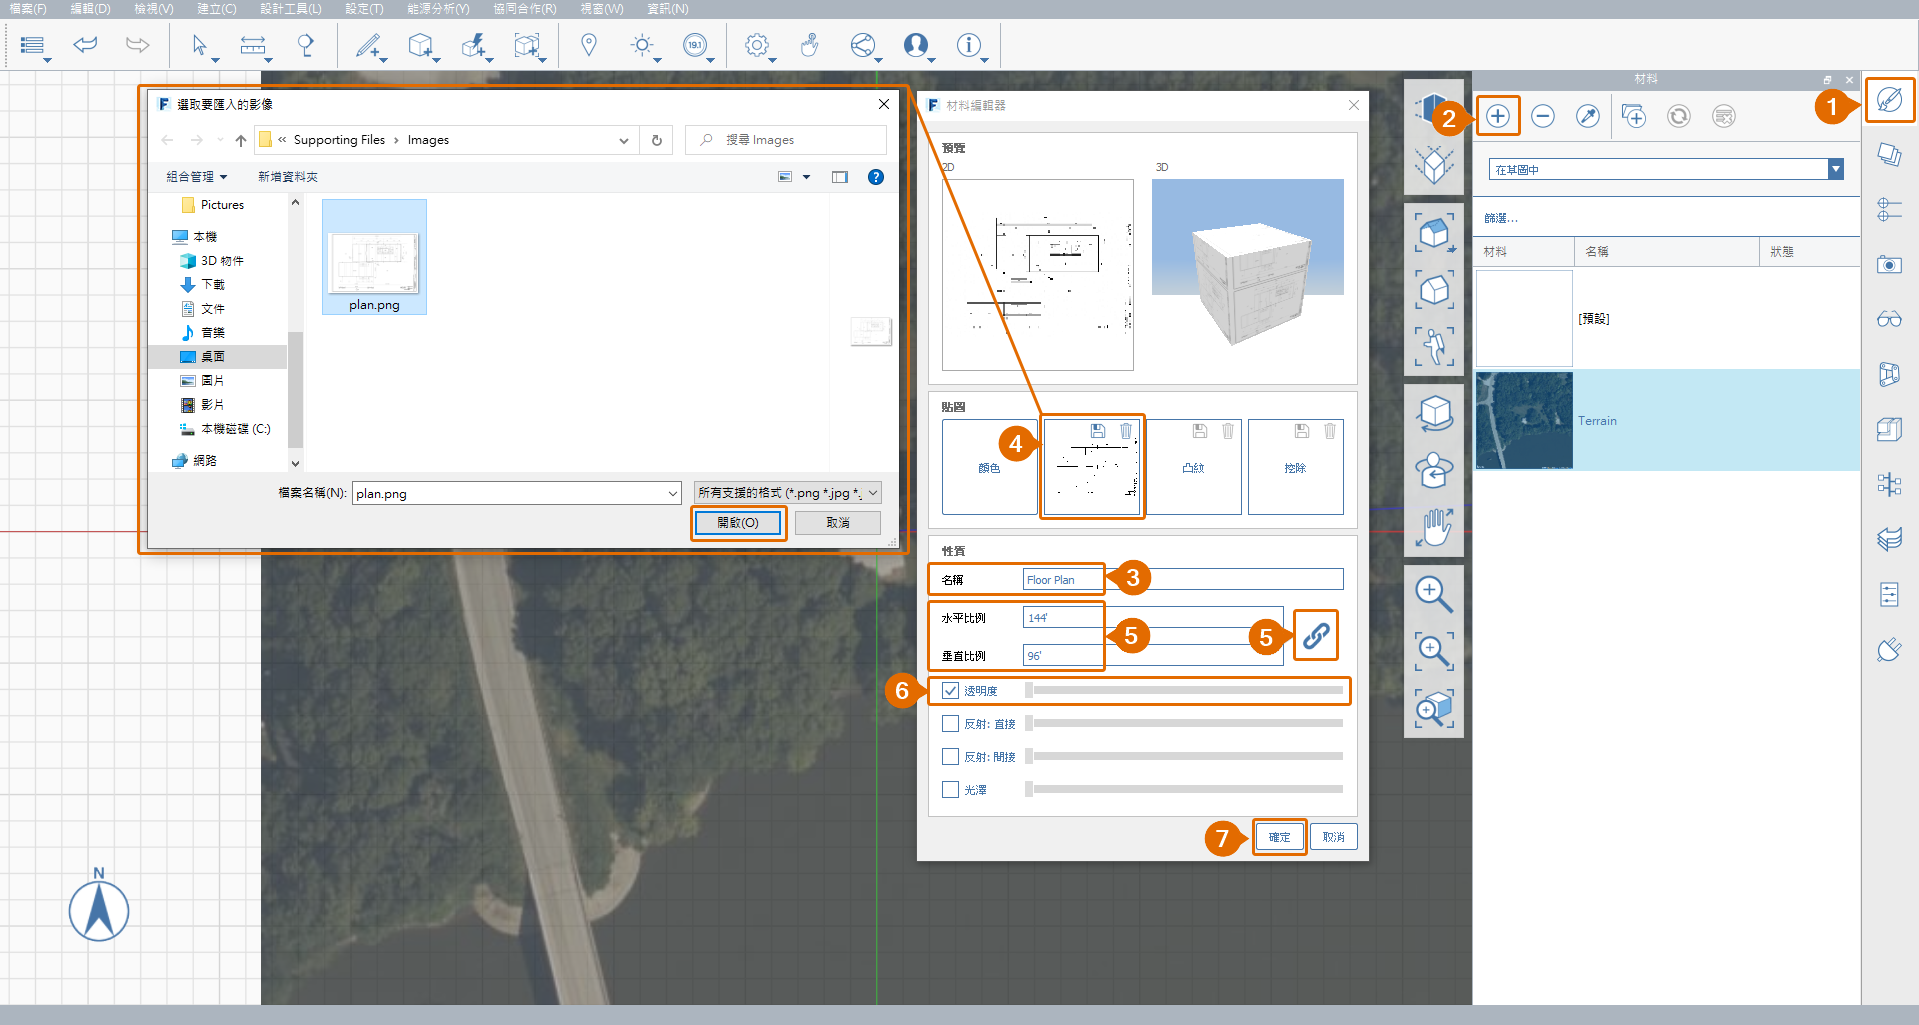 檔案(F) 編輯(D) 檢視(V) 建立(C) 設計工具(L) 設定(T) 能源分析(Y) 協同合作(R) 視窗(W) 資訊(N)
19.1
選取要匯入的影像
« Supporting Files › Images
搜尋 Images
組合管理
新增資料夾
Pictures
本機
3D 物件
下載
文件
音樂
桌面
圖片
影片
本機磁碟 (C:)
網路
plan.png
檔案名稱(N):
plan.png
所有支援的格式 (*.png *.jpg *.
開啟(O)
取消
材料編輯器
預覽
2D
3D
貼圖
4
顏色
凸紋
挖除
性質
名稱
Floor Plan
3
水平比例
144'
5
5
垂直比例
96'
6
透明度
反射: 直接
反射: 間接
光澤
7
確定
取消
材料
1
2
在草圖中
篩選...
材料
名稱
狀態
[預設]
Terrain
N